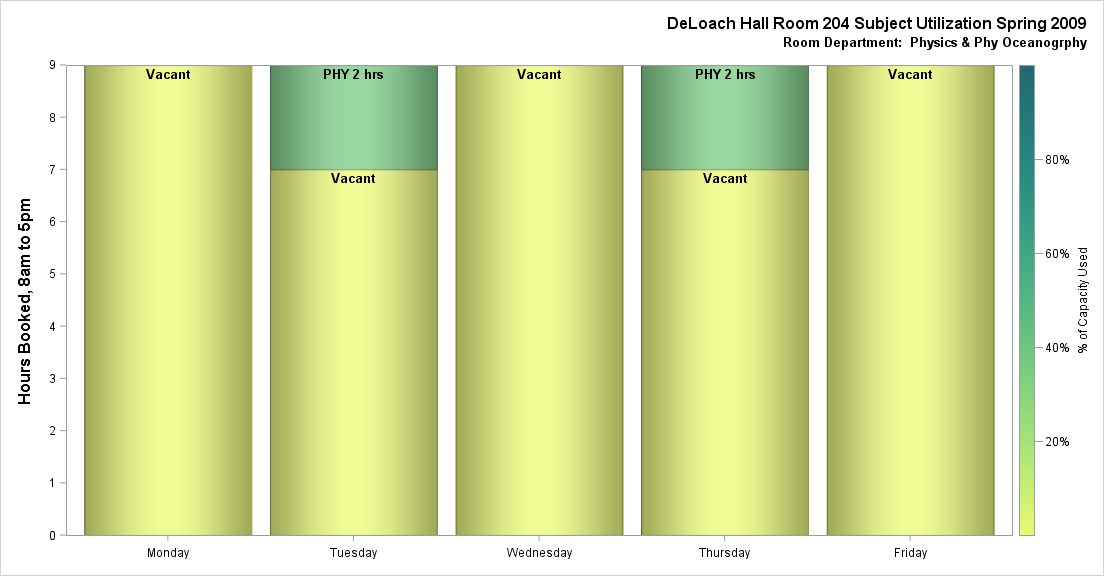 DeLoach Hall Room 204 Subject Utilization Spring 2009
Room Department:  Physics & Phy Oceanogrphy
Hours Booked, 8am to 5pm
9
8
7
6
5
4
3
2
1
0
Vacant
PHY 2 hrs
Vacant
Vacant
PHY 2 hrs
Vacant
Vacant
Monday
Tuesday
Wednesday
Thursday
Friday
80%
60%
40%
20%
% of Capacity Used